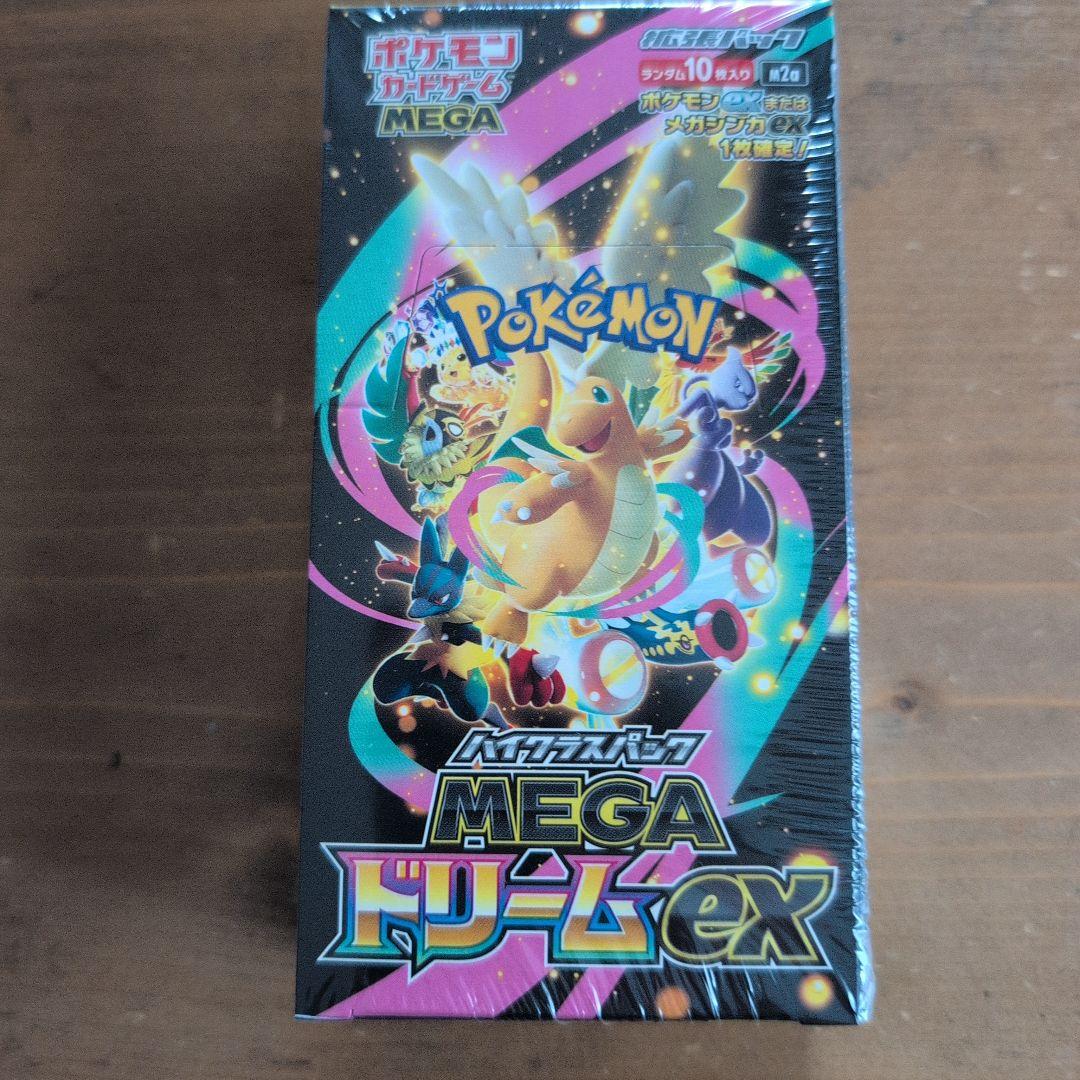 ポケモン
カードゲーム
MEGA
拡張パック
ランダム10枚入り M2a
ポケモンexまたは
メガシンカex
1枚確定!
POKéMON
ハイクラスパック
MEGA
ドリームex